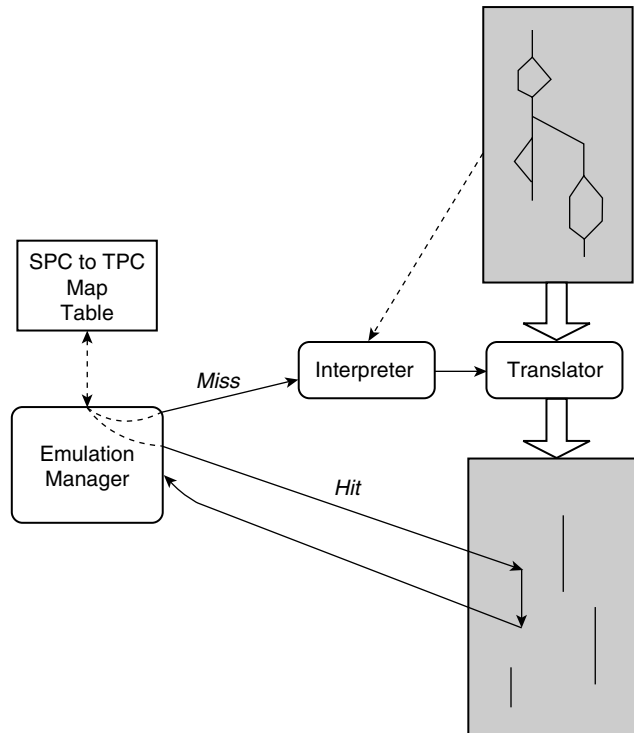 SPC to TPC
Map
Table
Miss
Interpreter
Translator
Emulation
Manager
Hit